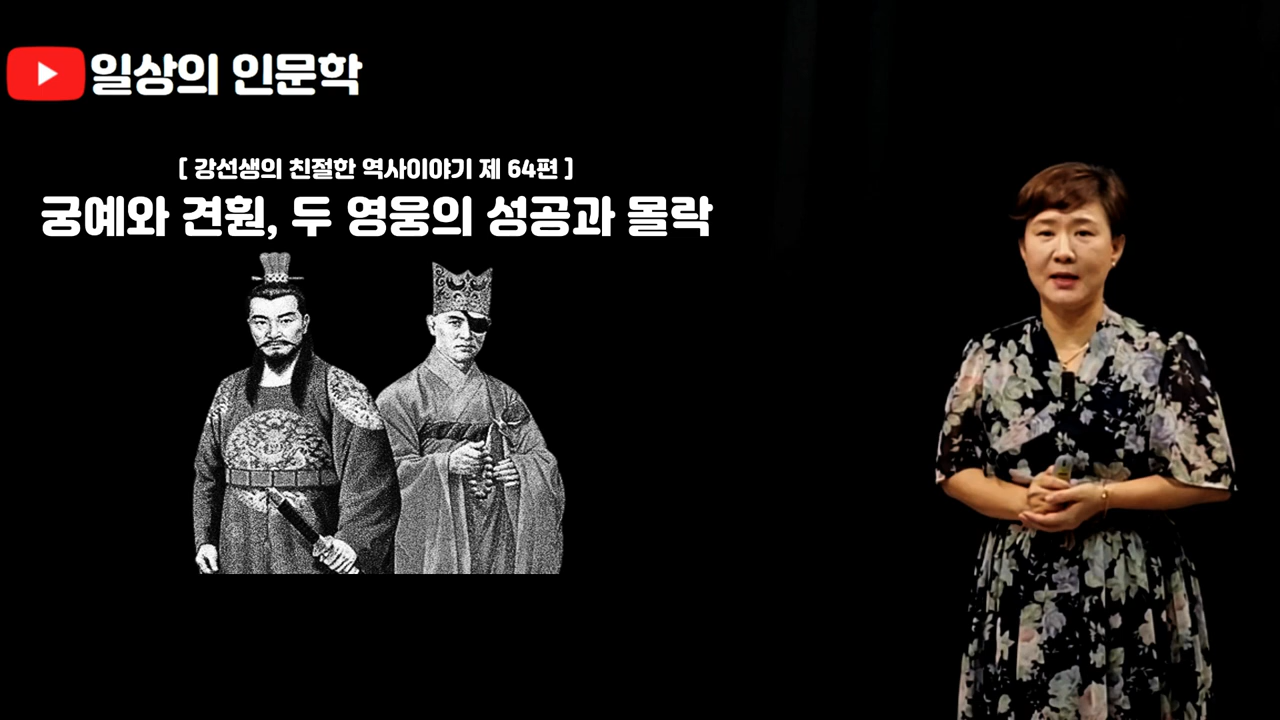 일상의 인문학
[ 강선생의 친절한 역사이야기 제 64편 ]
궁예와 견훤, 두 영웅의 성공과 몰락